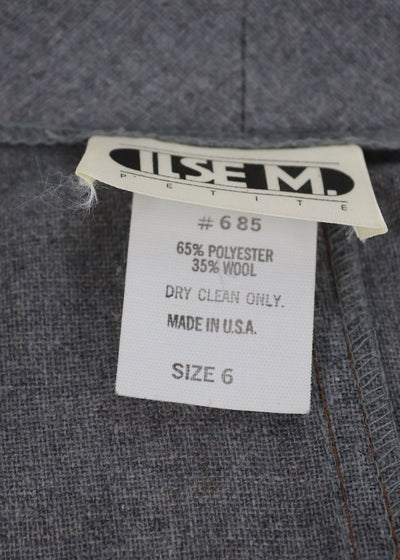 ILSE M.
PETITE
# 685
65% POLYESTER
35% WOOL
DRY CLEAN ONLY.
MADE IN U.S.A.
SIZE 6